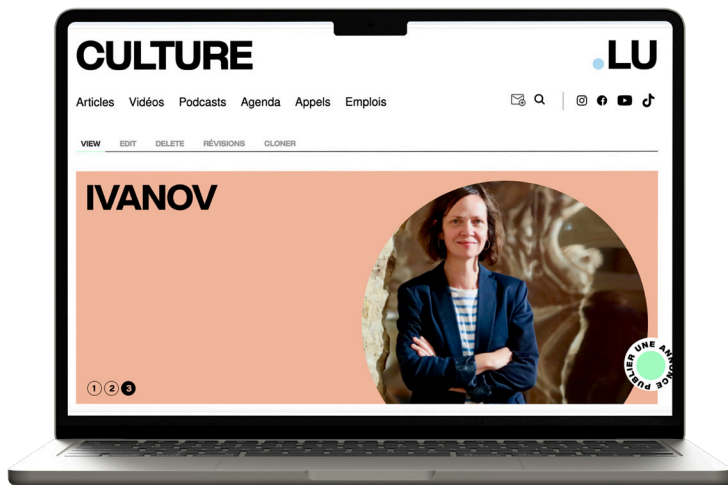 CULTURE .LU
Articles Vidéos Podcasts Agenda Appels Emplois
VIEW EDIT DELETE RÉVISIONS CLONER
IVANOV
1 2 3
PUBLIER UNE ANNONCE